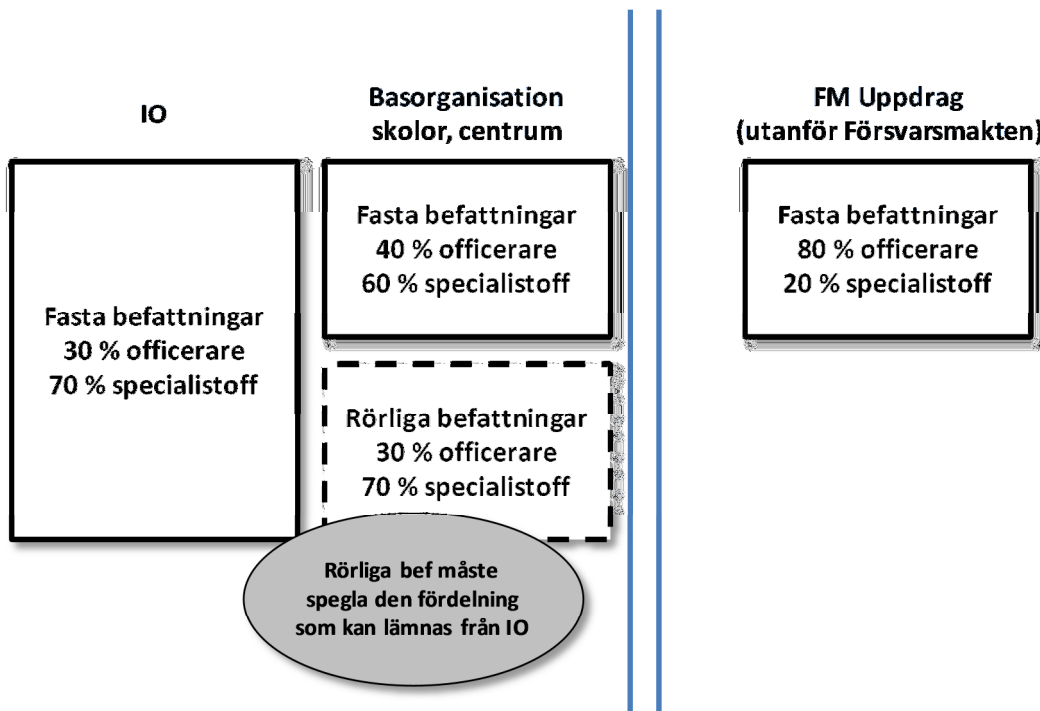 IO
Fasta befattningar
30 % officerare
70 % specialistoff
Basorganisation
skolor, centrum
Fasta befattningar
40 % officerare
60 % specialistoff
Rörliga befattningar
30 % officerare
70 % specialistoff
Rörliga bef måste
spegla den fördelning
som kan lämnas från IO
FM Uppdrag
(utanför Försvarsmakten)
Fasta befattningar
80 % officerare
20 % specialistoff